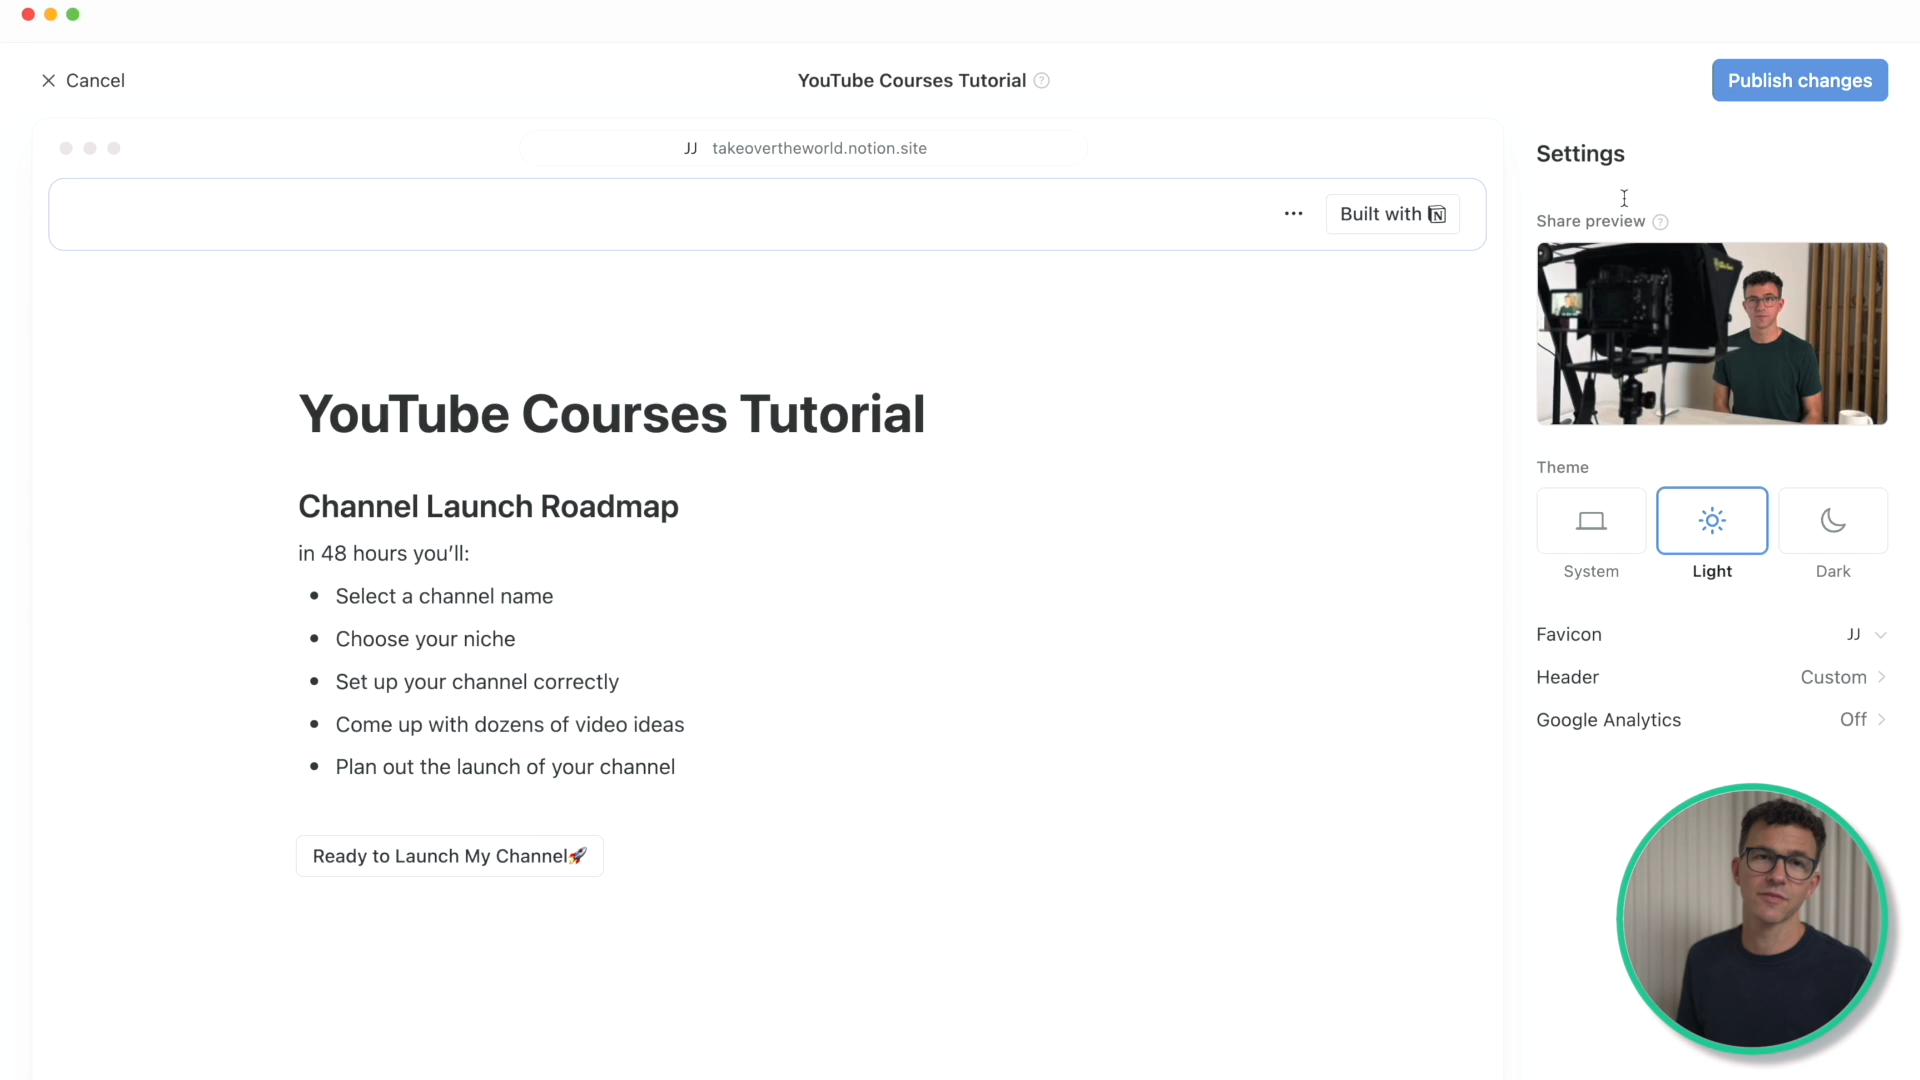 Cancel
YouTube Courses Tutorial
Publish changes
JJ takeovertheworld.notion.site
Built with
YouTube Courses Tutorial
Channel Launch Roadmap
in 48 hours you’ll:
• Select a channel name
• Choose your niche
• Set up your channel correctly
• Come up with dozens of video ideas
• Plan out the launch of your channel
Ready to Launch My Channel🚀
Settings
Share preview
Theme
System
Light
Dark
Favicon JJ
Header Custom
Google Analytics Off